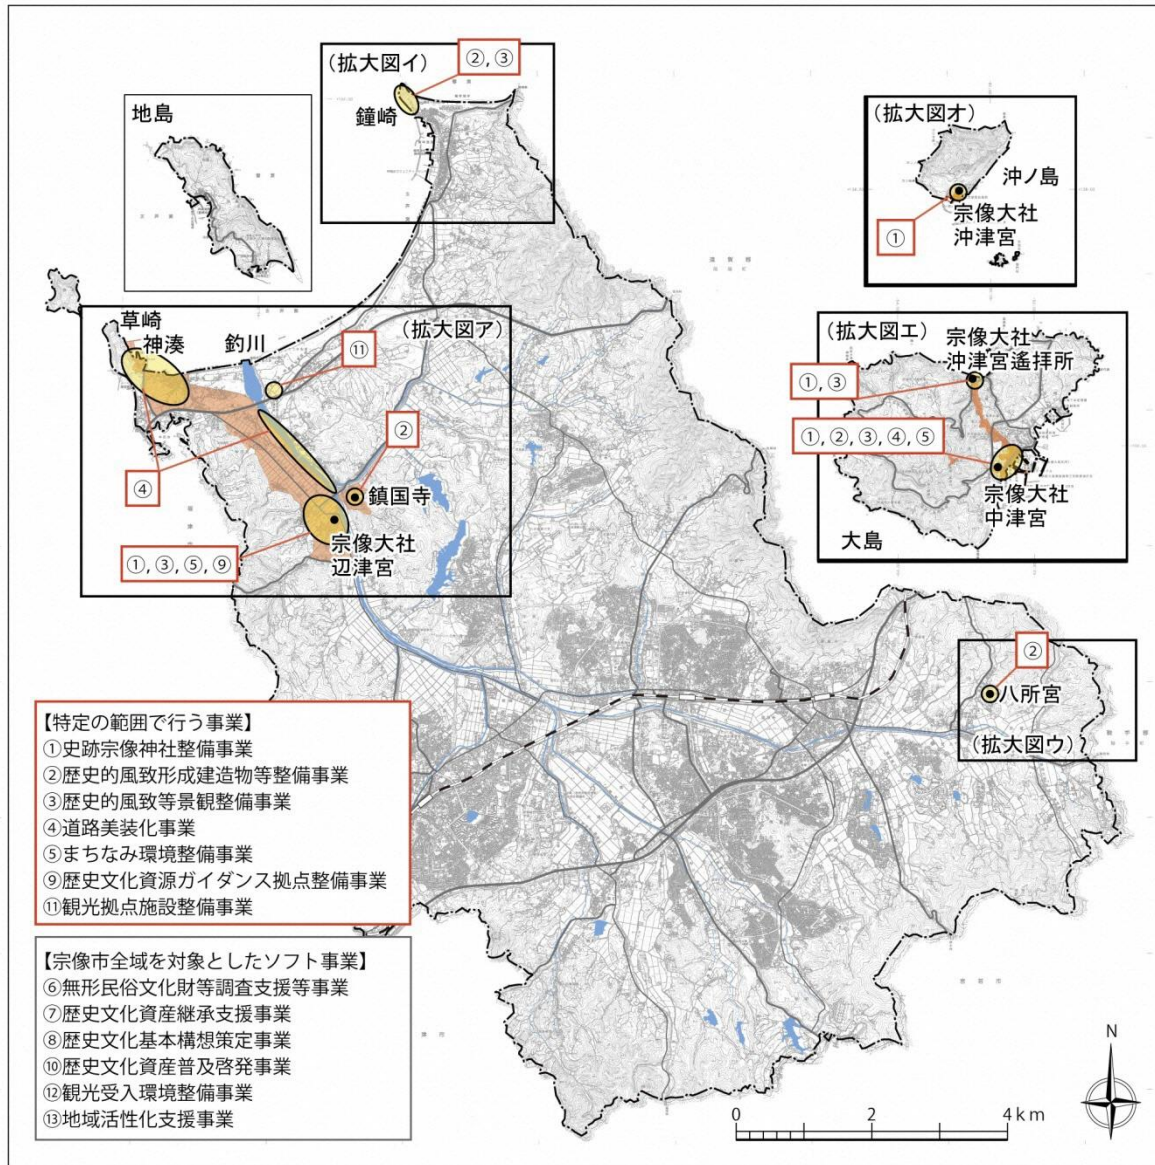 (拡大図イ)
②, ③
鐘崎
地島
(拡大図オ)
沖ノ島
宗像大社
沖津宮
①
草崎
神湊
釣川
(拡大図ア)
⑪
②
④
鎮国寺
宗像大社
辺津宮
①, ③, ⑤, ⑨
(拡大図エ)
宗像大社
沖津宮遙拝所
①, ③
①, ②, ③, ④, ⑤
宗像大社
中津宮
大島
②
八所宮
(拡大図ウ)
【特定の範囲で行う事業】
①史跡宗像神社整備事業
②歴史的風致形成建造物等整備事業
③歴史的風致等景観整備事業
④道路美装化事業
⑤まちなみ環境整備事業
⑨歴史文化資源ガイダンス拠点整備事業
⑪観光拠点施設整備事業
【宗像市全域を対象としたソフト事業】
⑥無形民俗文化財等調査支援等事業
⑦歴史文化資産継承支援事業
⑧歴史文化基本構想策定事業
⑩歴史文化資産普及啓発事業
⑫観光受入環境整備事業
⑬地域活性化支援事業
N
0 2 4km